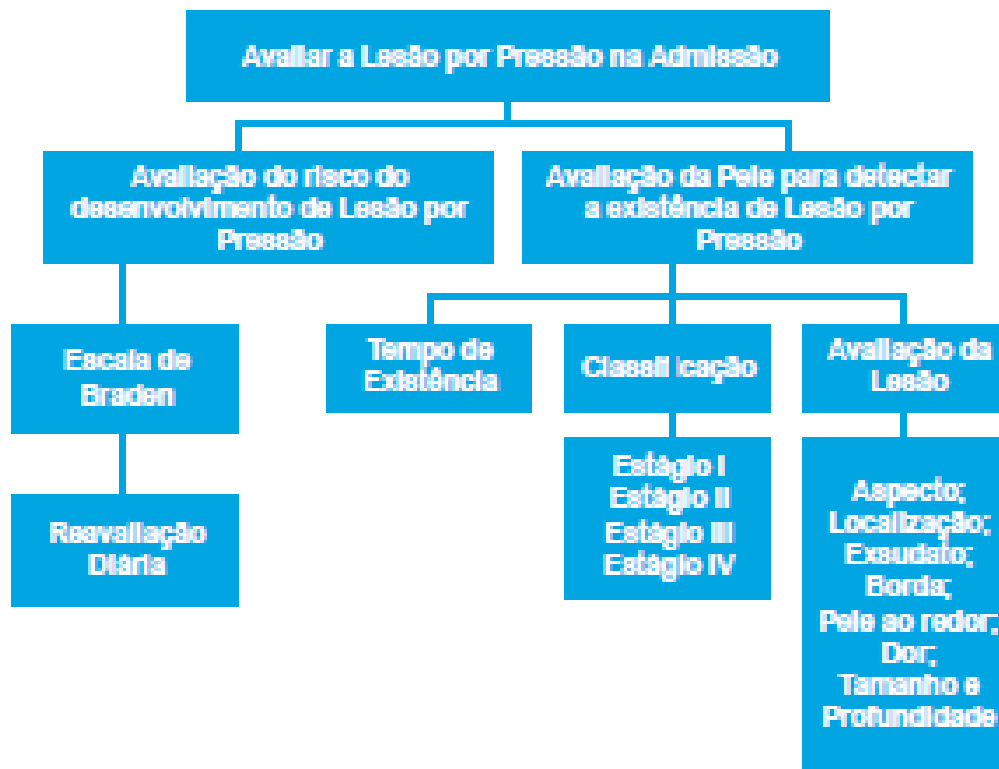 Avaliar a Lesão por Pressão na Admissão
Avaliação do risco do
desenvolvimento de Lesão por
Pressão
Avaliação da Pele para detectar
a existência de Lesão por
Pressão
Escala de
Braden
Reavaliação
Diária
Tempo de
Existência
Classificação
Estágio I
Estágio II
Estágio III
Estágio IV
Avaliação da
Lesão
Aspecto;
Localização;
Exsudato;
Borda;
Pele ao redor;
Dor;
Tamanho e
Profundidade